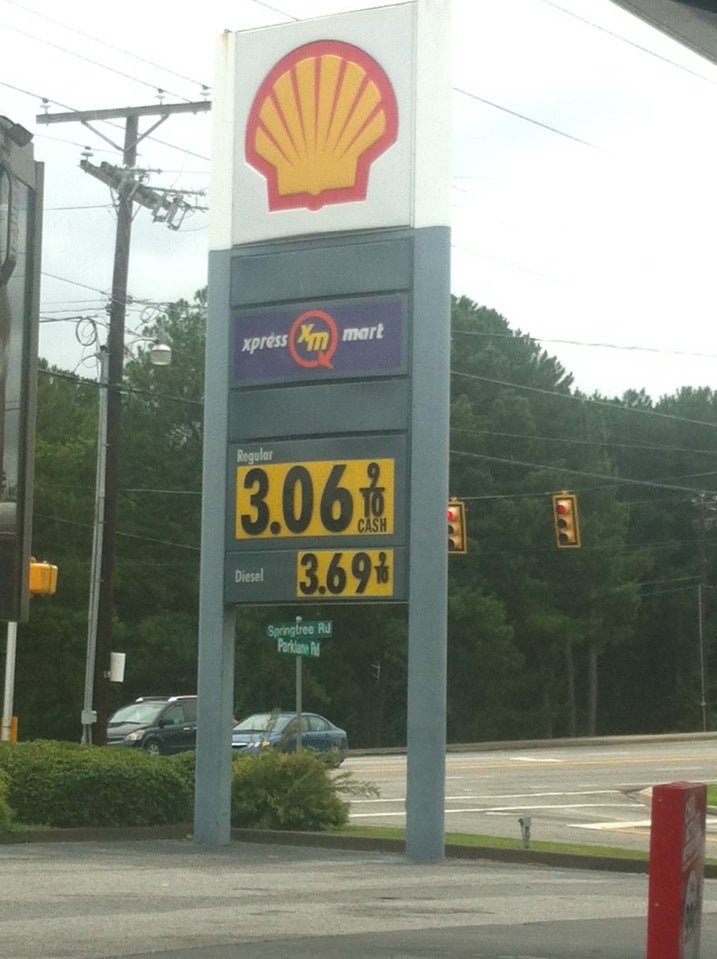 xpress xm mart
Regular
3.06 9/10
CASH
Diesel 3.69 9/10
Springtree Rd
Parklane Rd